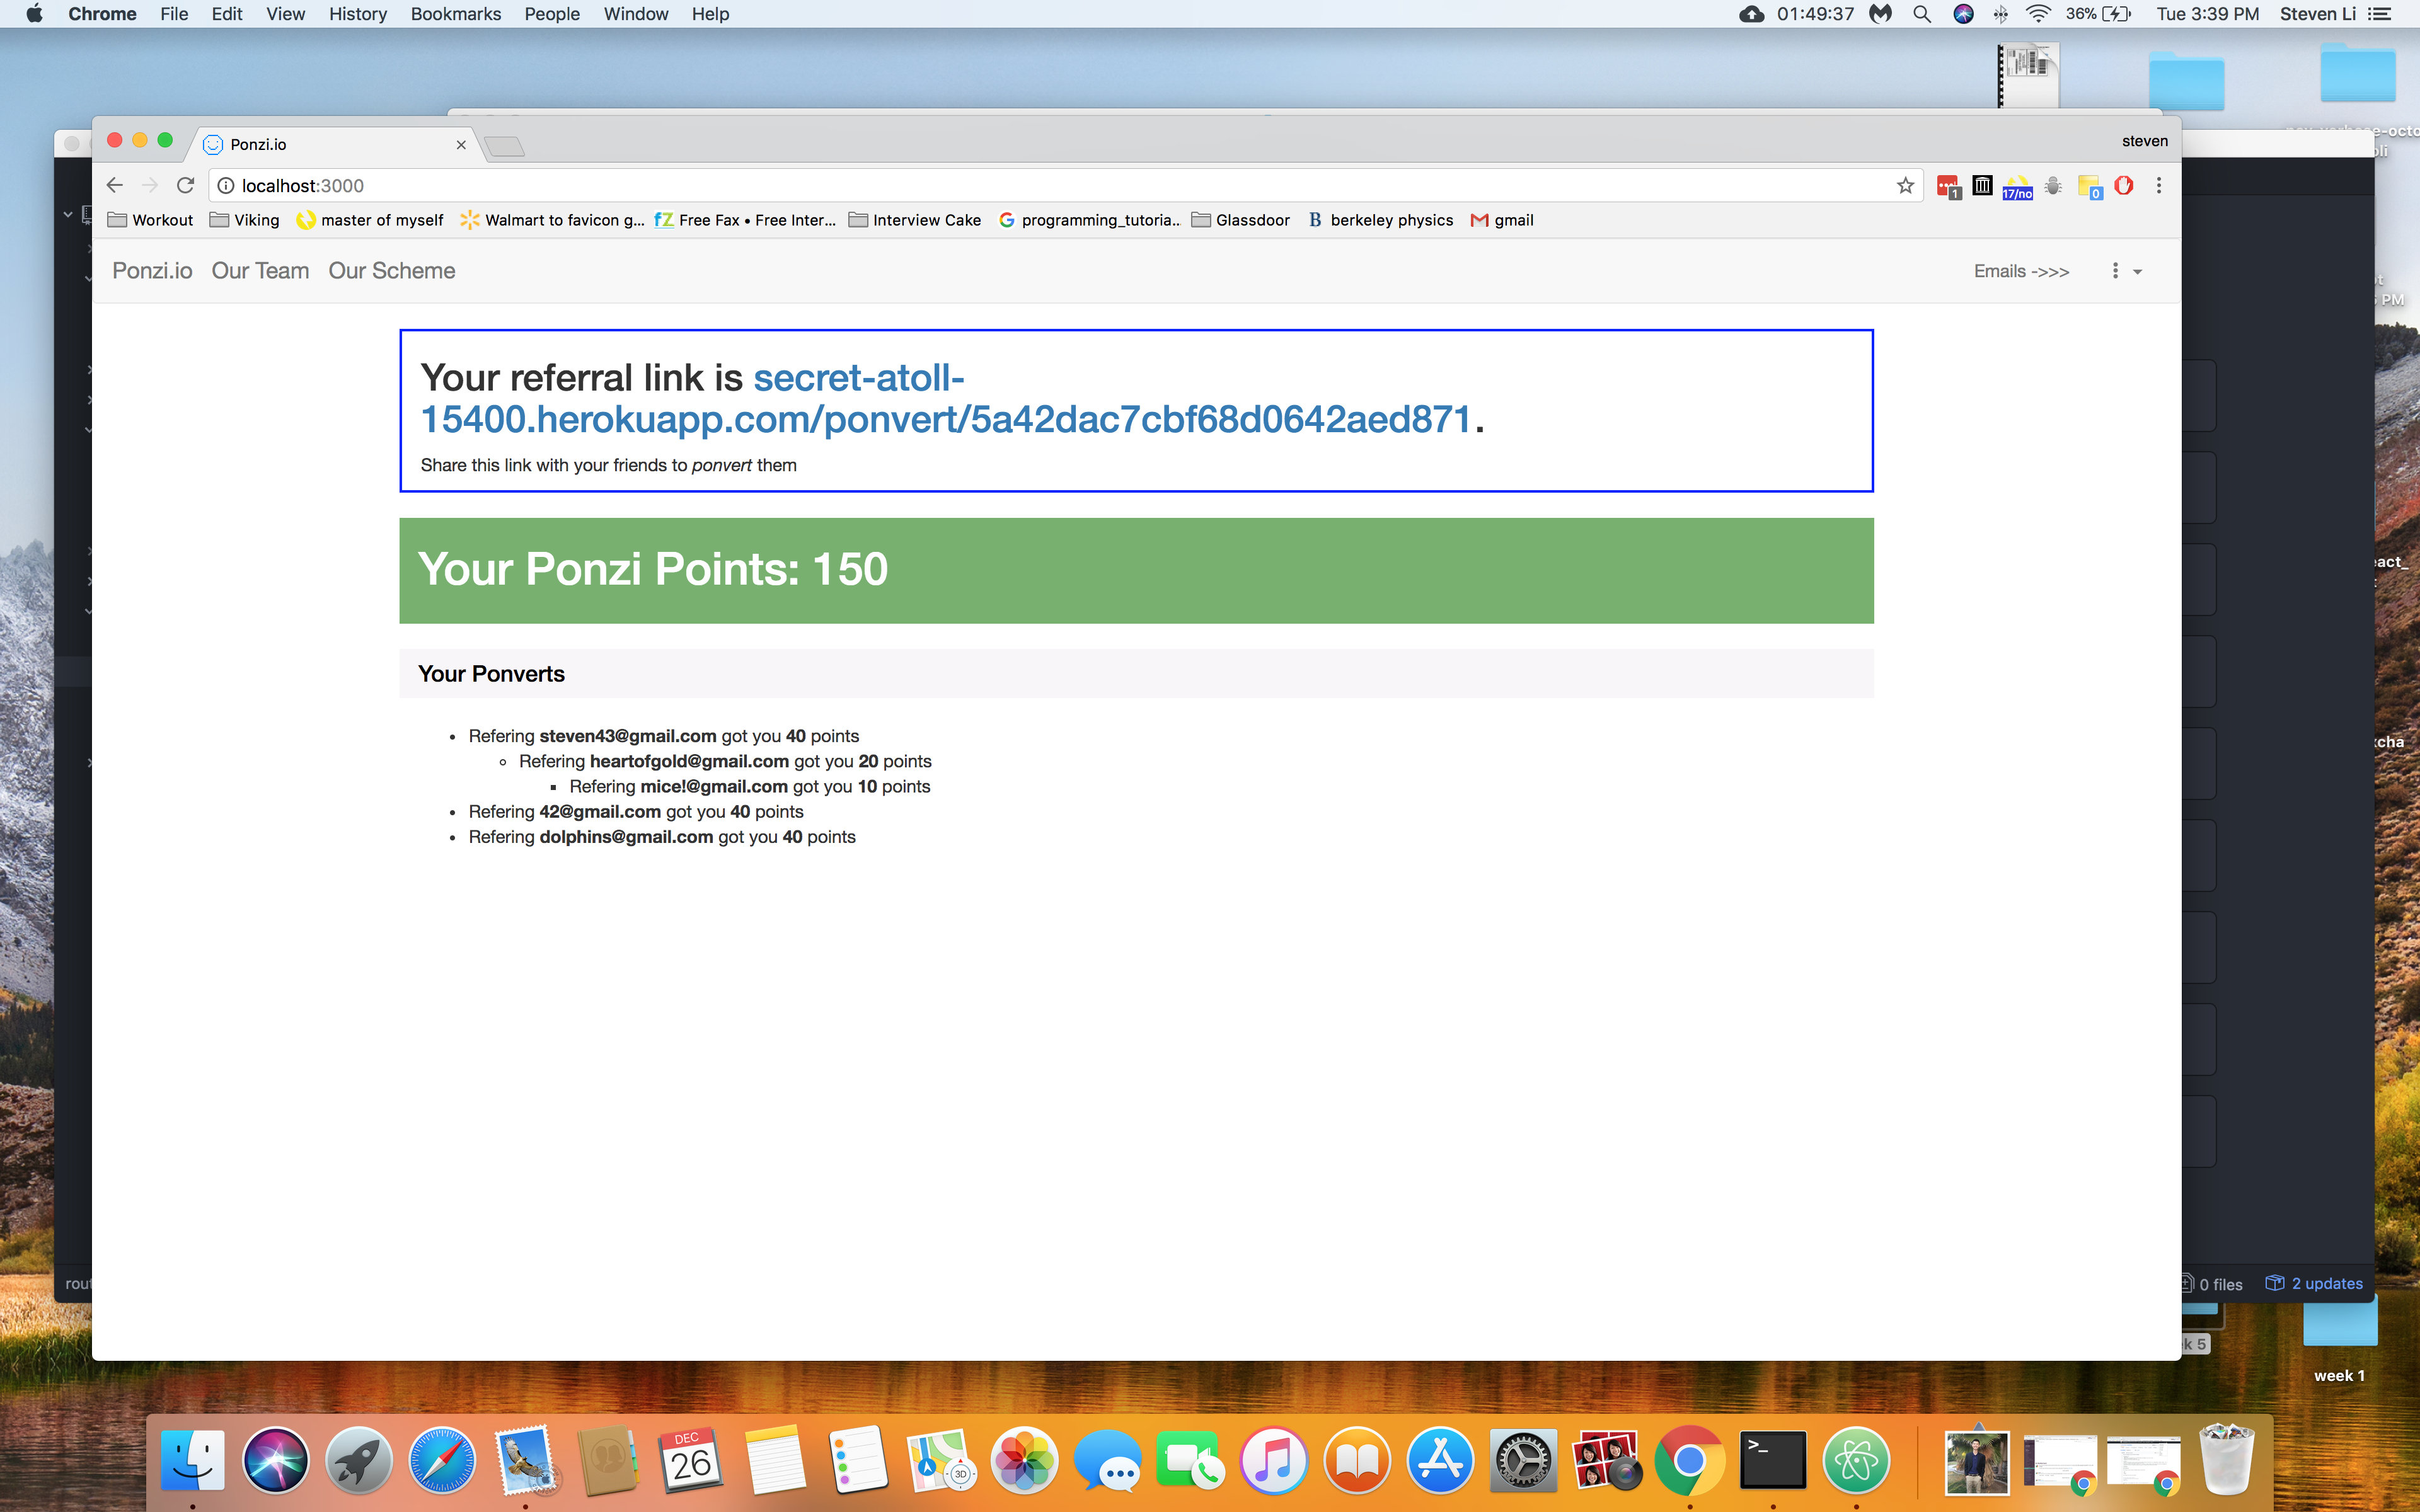 Chrome File Edit View History Bookmarks People Window Help 01:49:37 36% Tue 3:39 PM Steven Li
Ponzi.io steven
localhost:3000 1 17/no 0
Workout Viking master of myself Walmart to favicon g... Free Fax • Free Inter... Interview Cake programming_tutoria... Glassdoor berkeley physics gmail
Ponzi.io Our Team Our Scheme Emails ->>>
Your referral link is secret-atoll-
15400.herokuapp.com/ponvert/5a42dac7cbf68d0642aed871.
Share this link with your friends to ponvert them
Your Ponzi Points: 150
Your Ponverts
Refering steven43@gmail.com got you 40 points
Refering heartofgold@gmail.com got you 20 points
Refering mice!@gmail.com got you 10 points
Refering 42@gmail.com got you 40 points
Refering dolphins@gmail.com got you 40 points
PM
0 files 2 updates
week 1
DEC
26
3D